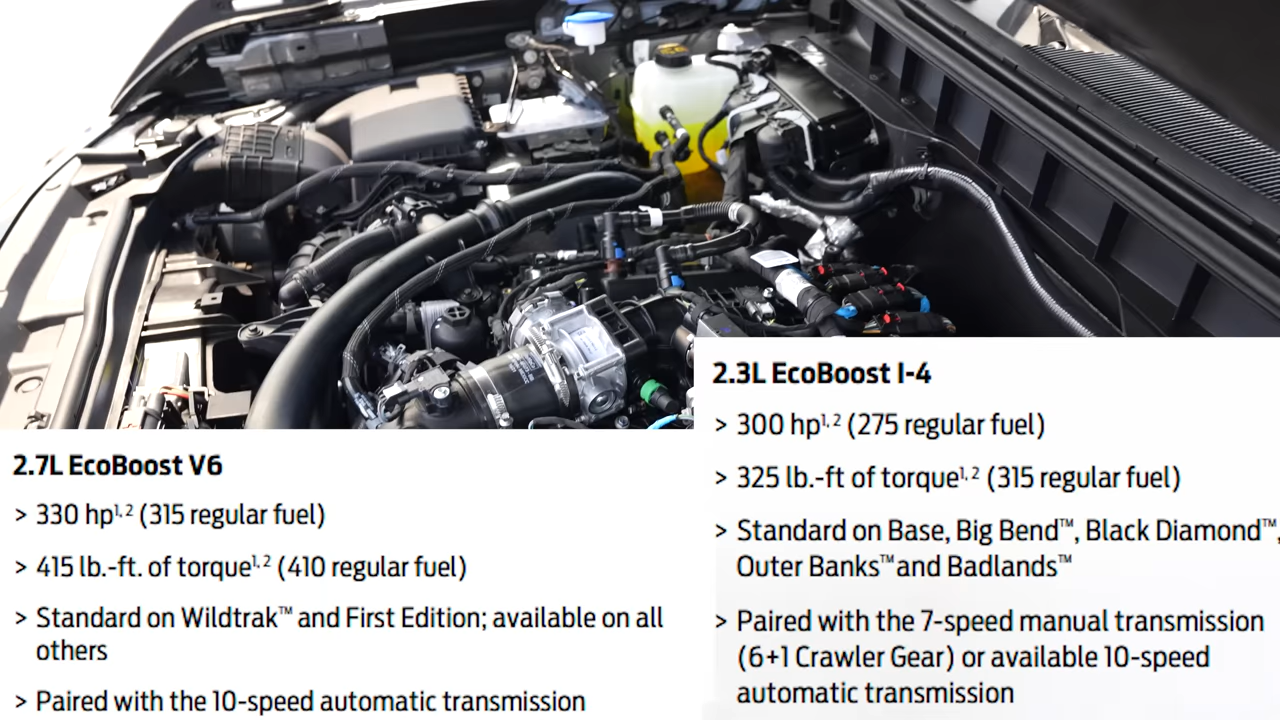 2.7L EcoBoost V6
> 330 hp¹,² (315 regular fuel)
> 415 lb.-ft. of torque¹,² (410 regular fuel)
> Standard on Wildtrak™ and First Edition; available on all
others
> Paired with the 10-speed automatic transmission
2.3L EcoBoost I-4
> 300 hp¹,² (275 regular fuel)
> 325 lb.-ft of torque¹,² (315 regular fuel)
> Standard on Base, Big Bend™, Black Diamond™,
Outer Banks™ and Badlands™
> Paired with the 7-speed manual transmission
(6+1 Crawler Gear) or available 10-speed
automatic transmission